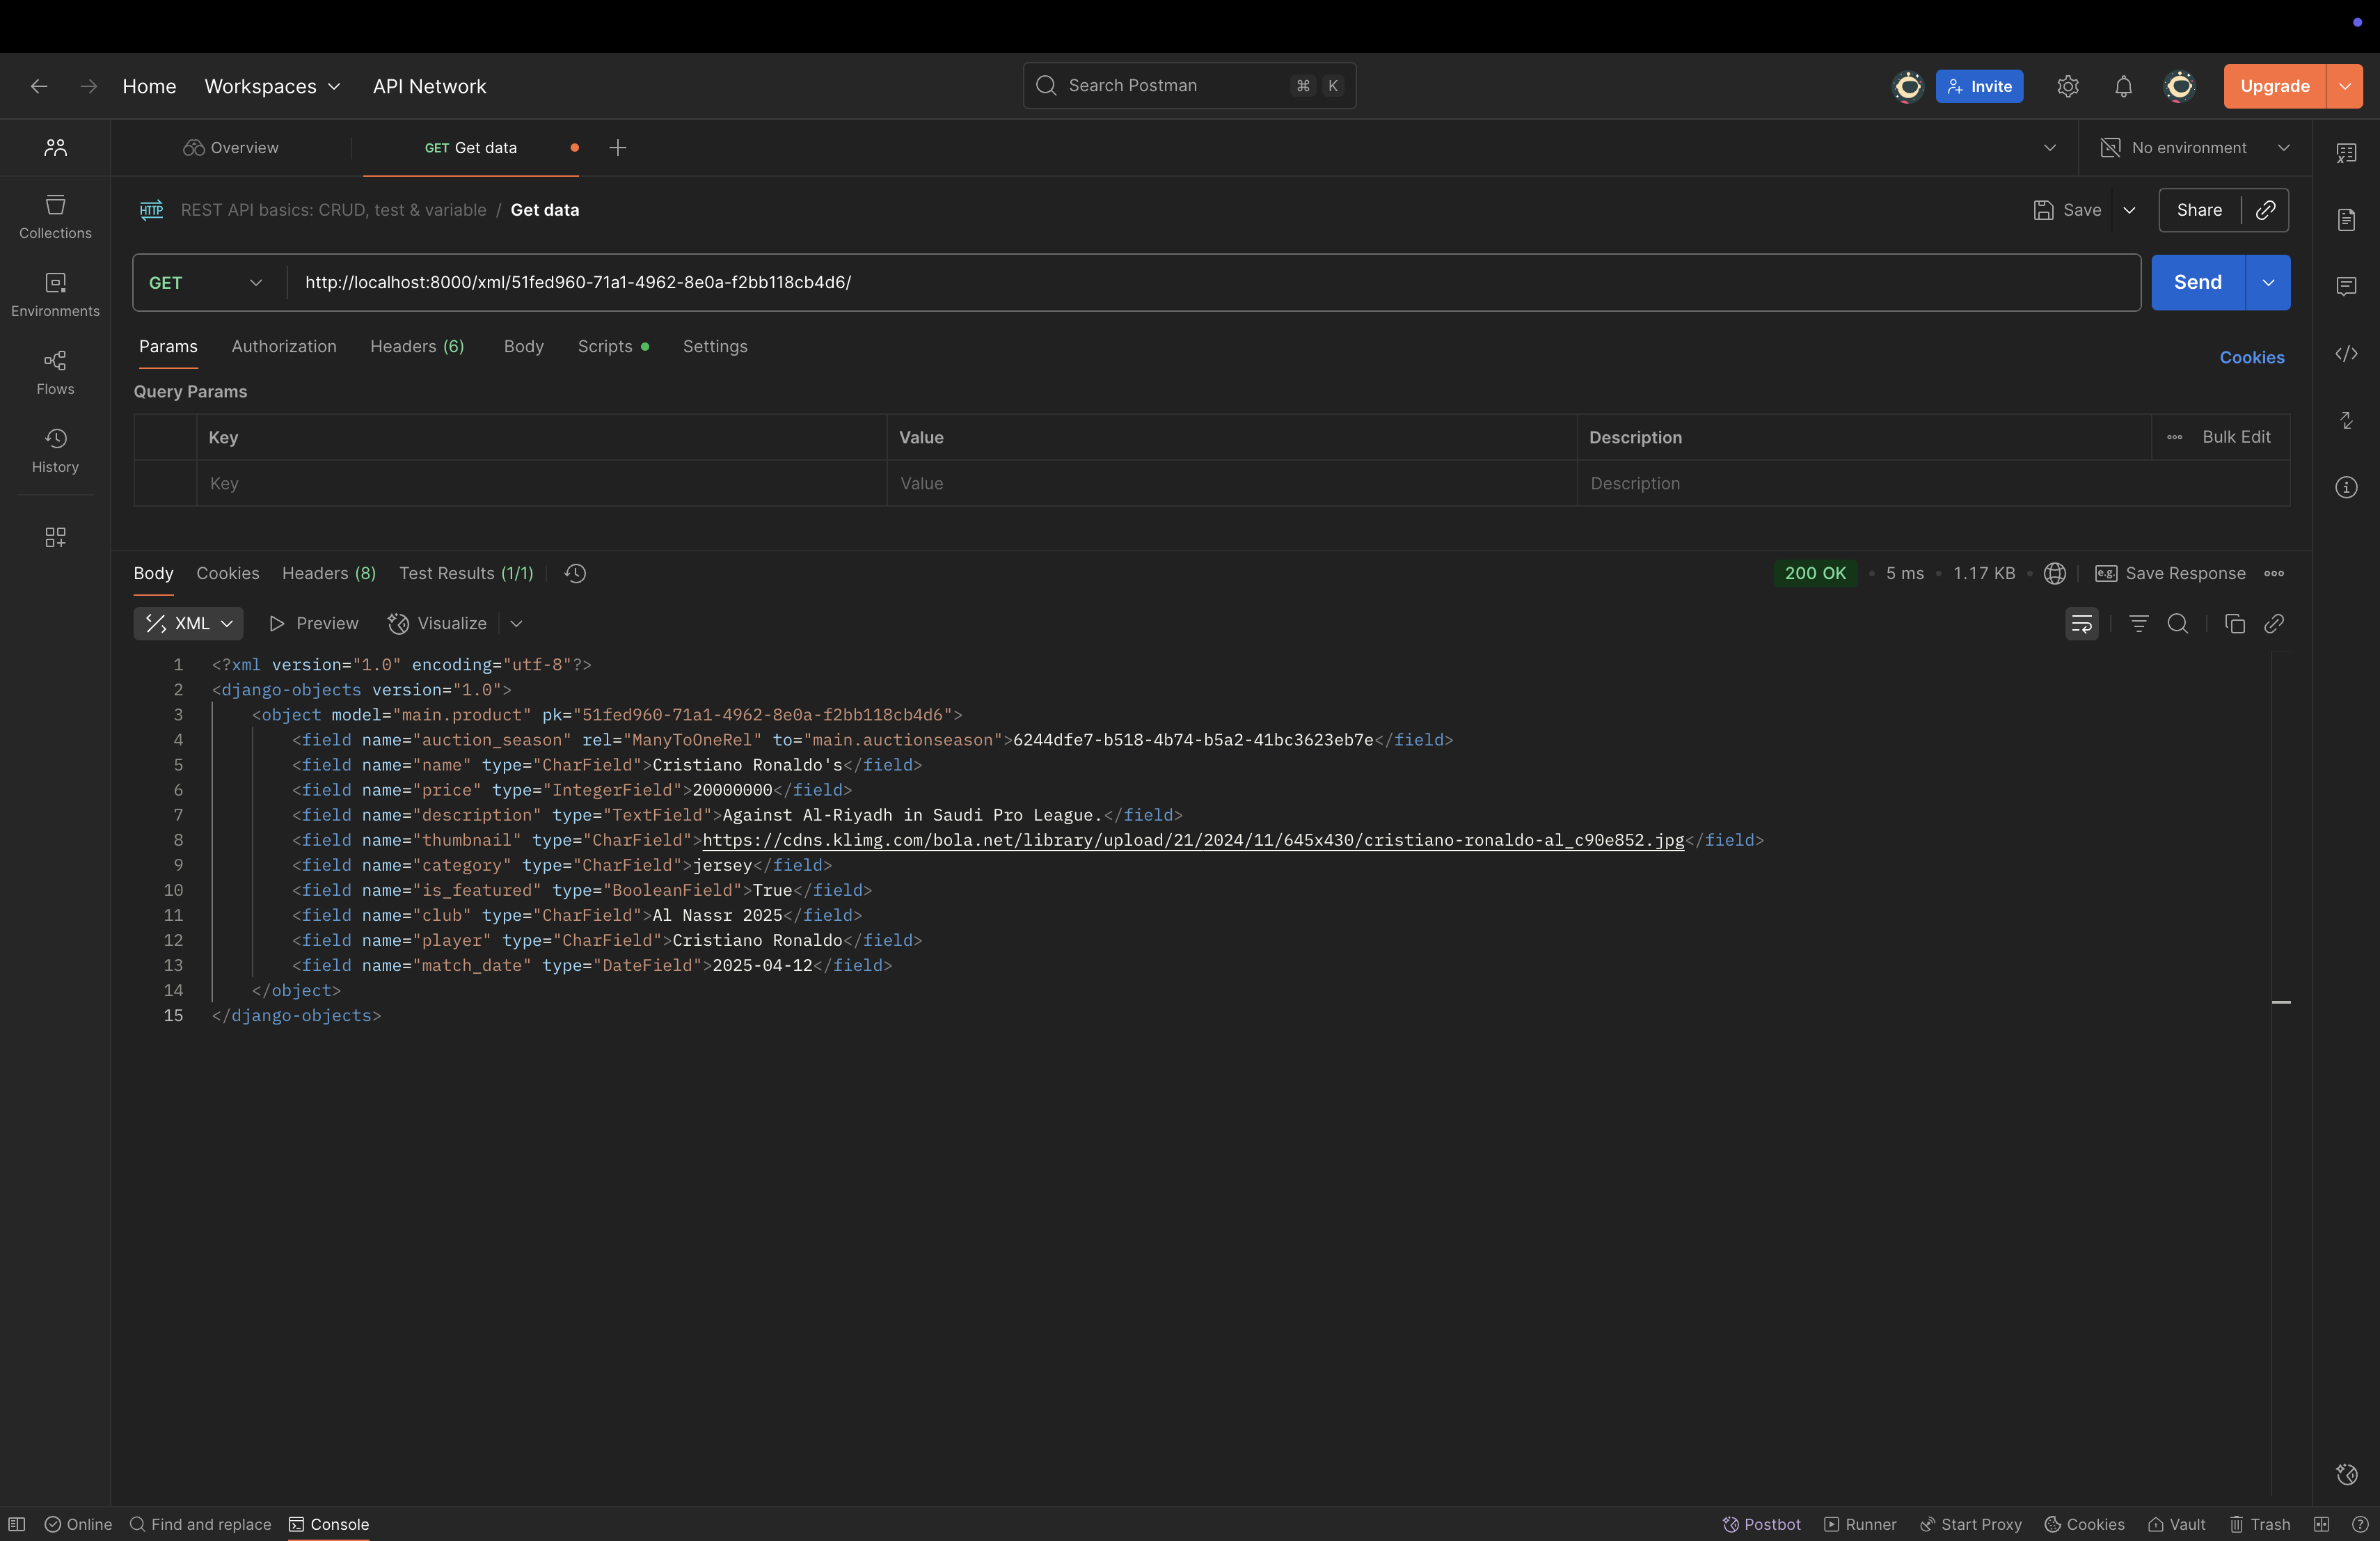 Home Workspaces API Network Search Postman ⌘ K Invite Upgrade
Overview GET Get data No environment
HTTP REST API basics: CRUD, test & variable / Get data Save Share
GET http://localhost:8000/xml/51fed960-71a1-4962-8e0a-f2bb118cb4d6/ Send
Params Authorization Headers (6) Body Scripts Settings Cookies
Query Params
Key Value Description Bulk Edit
Key Value Description
Collections
Environments
Flows
History
Body Cookies Headers (8) Test Results (1/1) 200 OK • 5 ms • 1.17 KB • e.g. Save Response
XML Preview Visualize
1 <?xml version="1.0" encoding="utf-8"?>
2 <django-objects version="1.0">
3 <object model="main.product" pk="51fed960-71a1-4962-8e0a-f2bb118cb4d6">
4 <field name="auction_season" rel="ManyToOneRel" to="main.auctionseason">6244dfe7-b518-4b74-b5a2-41bc3623eb7e</field>
5 <field name="name" type="CharField">Cristiano Ronaldo's</field>
6 <field name="price" type="IntegerField">20000000</field>
7 <field name="description" type="TextField">Against Al-Riyadh in Saudi Pro League.</field>
8 <field name="thumbnail" type="CharField">https://cdns.klimg.com/bola.net/library/upload/21/2024/11/645x430/cristiano-ronaldo-al_c90e852.jpg</field>
9 <field name="category" type="CharField">jersey</field>
10 <field name="is_featured" type="BooleanField">True</field>
11 <field name="club" type="CharField">Al Nassr 2025</field>
12 <field name="player" type="CharField">Cristiano Ronaldo</field>
13 <field name="match_date" type="DateField">2025-04-12</field>
14 </object>
15 </django-objects>
Online Find and replace Console Postbot Runner Start Proxy Cookies Vault Trash